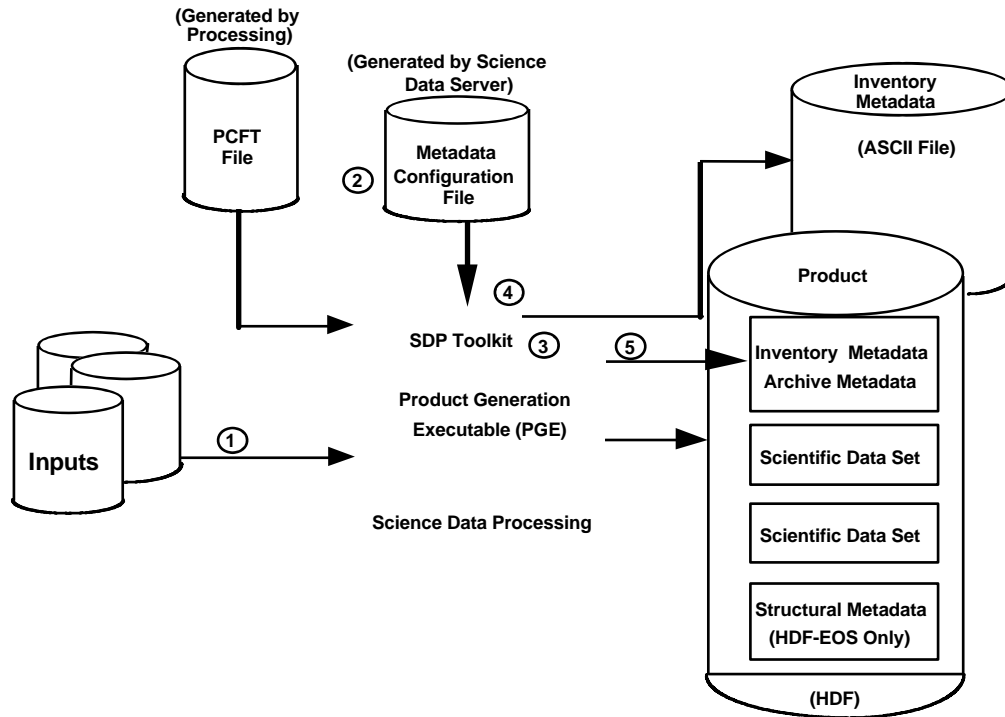 (Generated by
Processing)
PCFT
File
(Generated by Science
Data Server)
Metadata
Configuration
File
2
Inventory
Metadata
(ASCII File)
4
SDP Toolkit
3
5
Product
Inventory Metadata
Archive Metadata
Product Generation
Executable (PGE)
1
Inputs
Scientific Data Set
Science Data Processing
Scientific Data Set
Structural Metadata
(HDF-EOS Only)
(HDF)